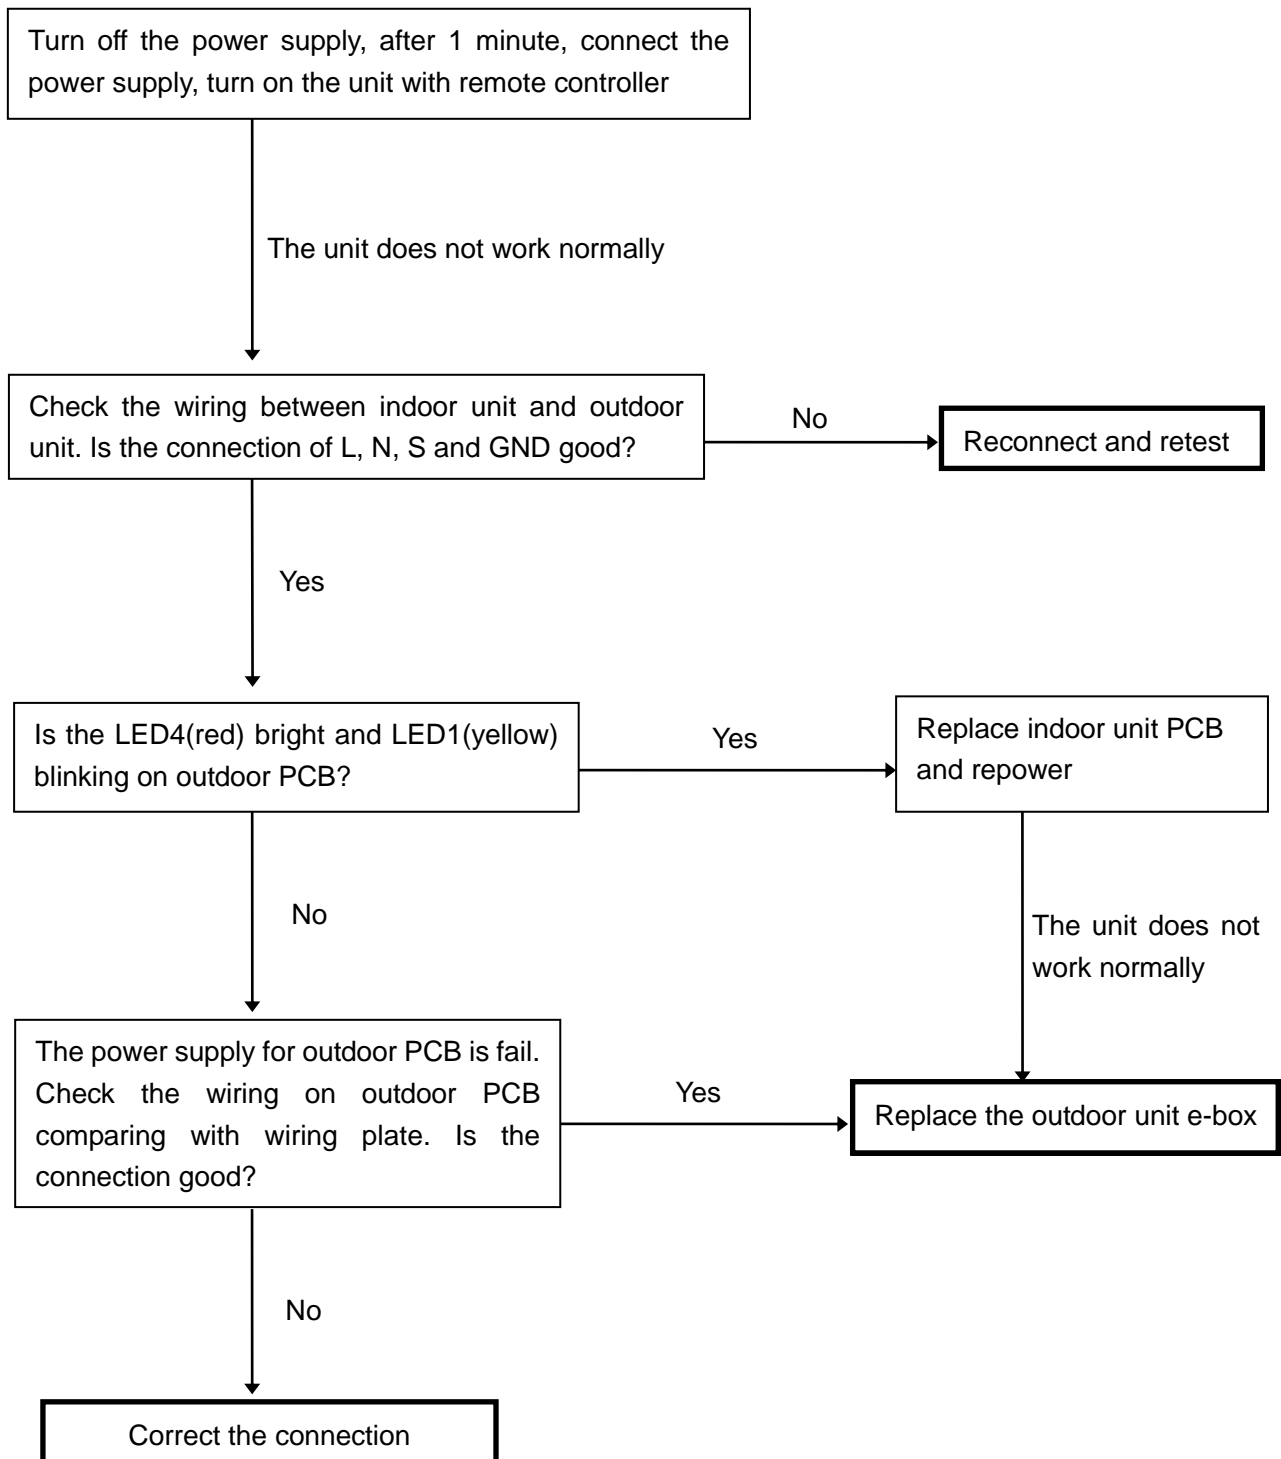 Turn off the power supply, after 1 minute, connect the
power supply, turn on the unit with remote controller
The unit does not work normally
Check the wiring between indoor unit and outdoor
unit. Is the connection of L, N, S and GND good?
No
Reconnect and retest
Yes
Is the LED4(red) bright and LED1(yellow)
blinking on outdoor PCB?
Yes
Replace indoor unit PCB
and repower
No
The unit does not
work normally
The power supply for outdoor PCB is fail.
Check the wiring on outdoor PCB
comparing with wiring plate. Is the
connection good?
Yes
Replace the outdoor unit e-box
No
Correct the connection